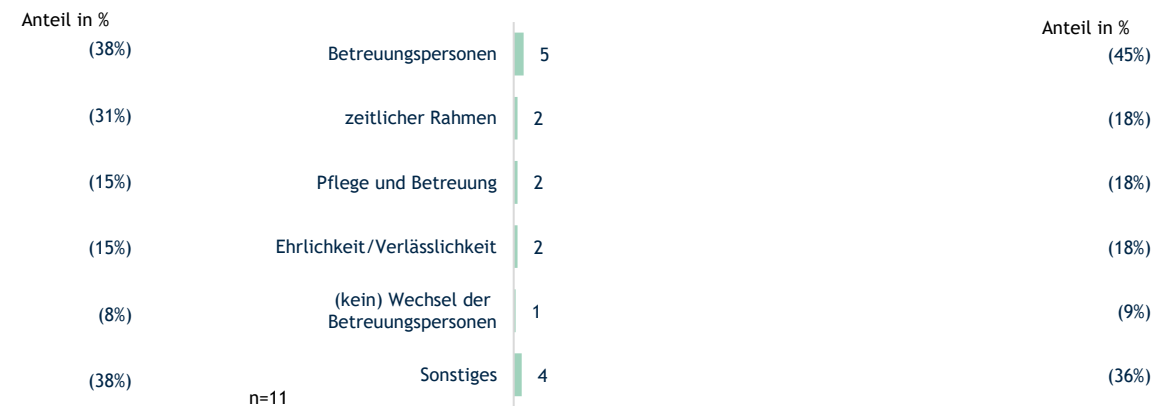 Anteil in %
Anteil in %
(38%)
Betreuungspersonen
5
(45%)
(31%)
zeitlicher Rahmen
2
(18%)
(15%)
Pflege und Betreuung
2
(18%)
(15%)
Ehrlichkeit/Verlässlichkeit
2
(18%)
(8%)
(kein) Wechsel der
Betreuungspersonen
1
(9%)
(38%)
Sonstiges
4
(36%)
n=11